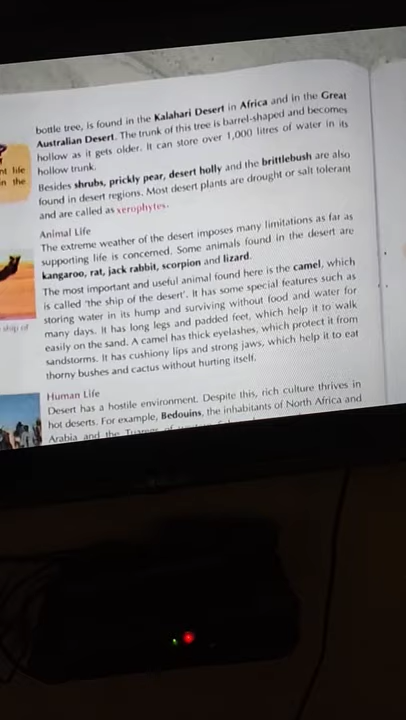 bottle tree, is found in the Kalahari Desert in Africa and in the Great
Australian Desert. The trunk of this tree is barrel-shaped and becomes
hollow as it gets older. It can store over 1,000 litres of water in its
hollow trunk.
Besides shrubs, prickly pear, desert holly and the brittlebush are also
found in desert regions. Most desert plants are drought or salt tolerant
and are called as xerophytes.
Animal Life
The extreme weather of the desert imposes many limitations as far as
supporting life is concerned. Some animals found in the desert are
kangaroo, rat, jack rabbit, scorpion and lizard.
The most important and useful animal found here is the camel, which
is called 'the ship of the desert'. It has some special features such as
storing water in its hump and surviving without food and water for
many days. It has long legs and padded feet, which help it to walk
easily on the sand. A camel has thick eyelashes, which protect it from
sandstorms. It has cushiony lips and strong jaws, which help it to eat
thorny bushes and cactus without hurting itself.
Human Life
Desert has a hostile environment. Despite this, rich culture thrives in
hot deserts. For example, Bedouins, the inhabitants of North Africa and
Arabia and the Tuaregs of
life
in the
ship of